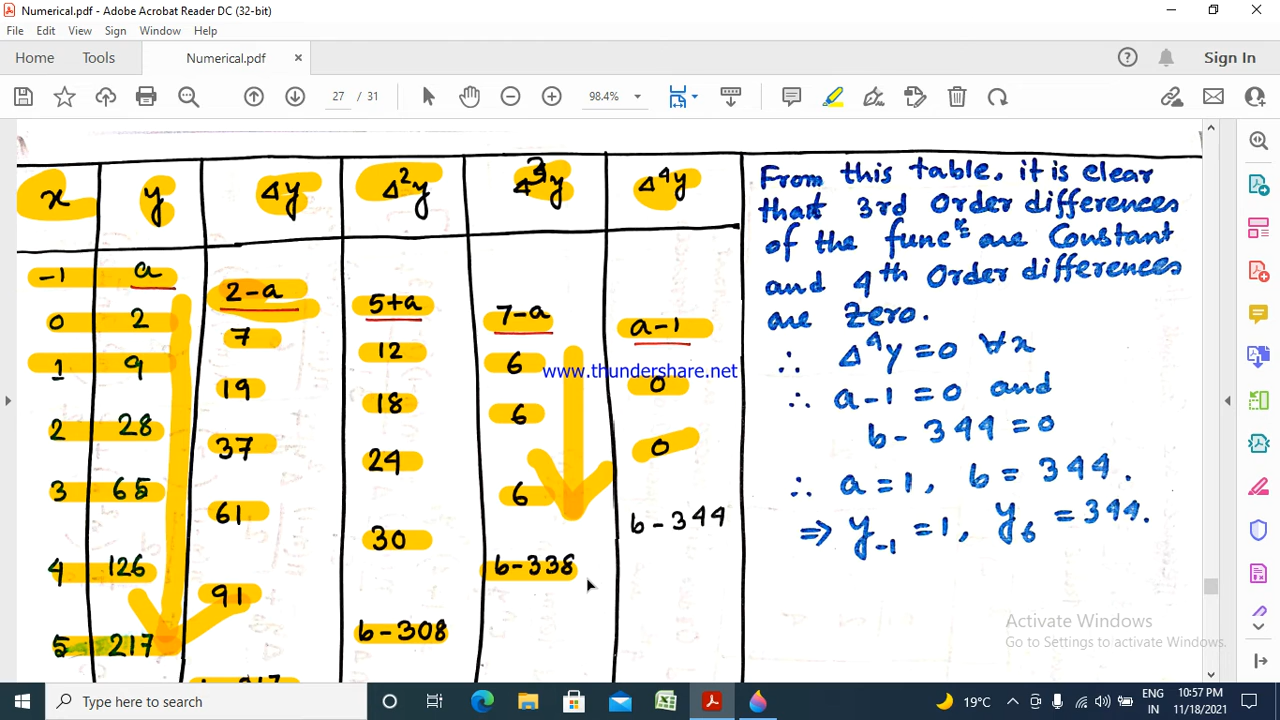 Numerical.pdf - Adobe Acrobat Reader DC (32-bit)
File Edit View Sign Window Help
Home Tools Numerical.pdf × Sign In
27 / 31 98.4%
x y Δy Δ²y Δ³y Δ⁴y
-1 a
2-a
5+a
7-a
a-1
0 2
7
12
6
0
1 9
19
18
6
0
2 28
37
24
6
b-344
3 65
61
30
b-338
4 126
91
b-308
5 217
www.thundershare.net
From this table, it is clear
that 3rd Order differences
of the funcⁿ are Constant
and 4th Order differences
are Zero.
∴ Δ⁴y = 0 ∀x
∴ a-1 = 0 and
b - 344 = 0
∴ a = 1, b = 344.
⇒ y₋₁ = 1, y₆ = 344.
Activate Windows
Go to Settings to activate Windows.
Type here to search
19°C
ENG
IN
10:57 PM
11/18/2021